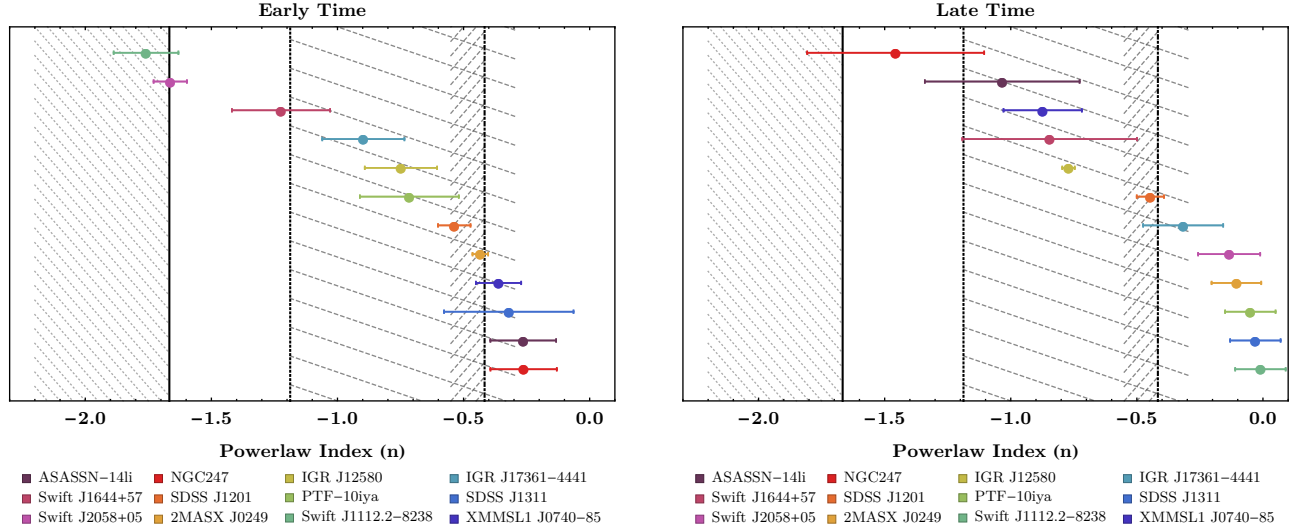 Early Time
−2.0 −1.5 −1.0 −0.5 0.0
Powerlaw Index (n)
ASASSN−14li NGC247 IGR J12580 IGR J17361−4441
Swift J1644+57 SDSS J1201 PTF−10iya SDSS J1311
Swift J2058+05 2MASX J0249 Swift J1112.2−8238 XMMSL1 J0740−85
Late Time
−2.0 −1.5 −1.0 −0.5 0.0
Powerlaw Index (n)
ASASSN−14li NGC247 IGR J12580 IGR J17361−4441
Swift J1644+57 SDSS J1201 PTF−10iya SDSS J1311
Swift J2058+05 2MASX J0249 Swift J1112.2−8238 XMMSL1 J0740−85